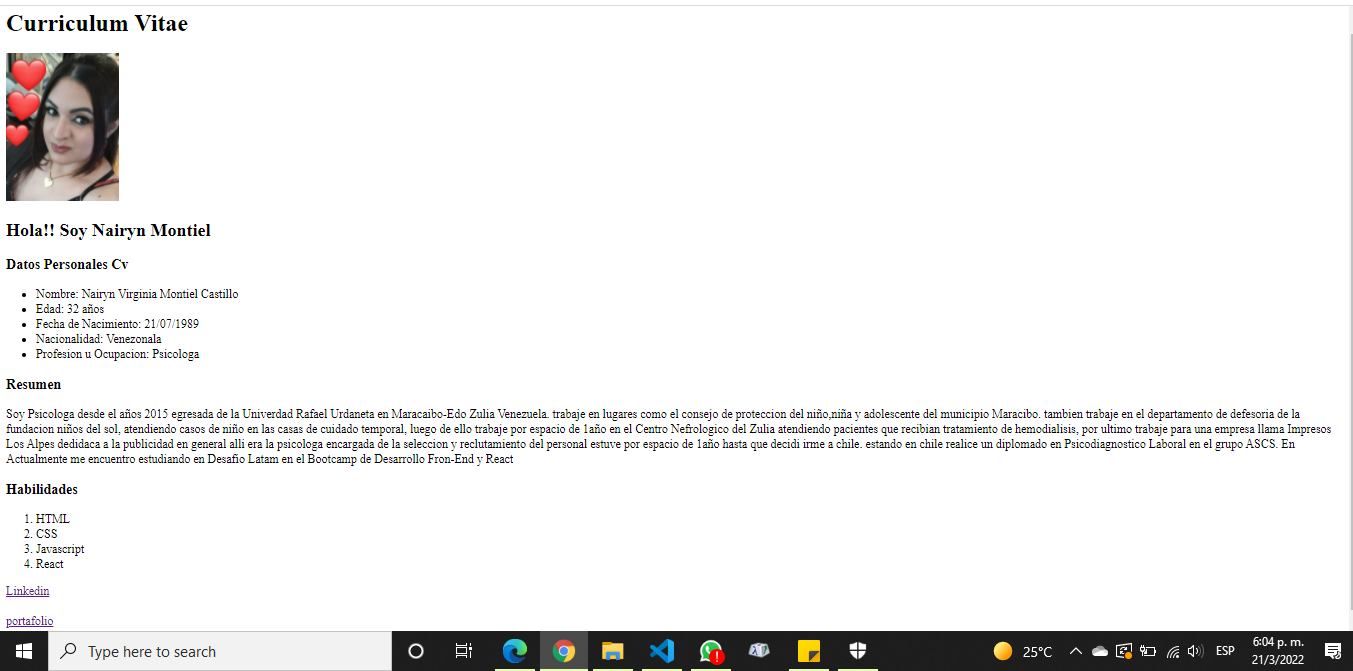 Curriculum Vitae
Hola!! Soy Nairyn Montiel
Datos Personales Cv
Nombre: Nairyn Virginia Montiel Castillo
Edad: 32 años
Fecha de Nacimiento: 21/07/1989
Nacionalidad: Venezonala
Profesion u Ocupacion: Psicologa
Resumen
Soy Psicologa desde el años 2015 egresada de la Univerdad Rafael Urdaneta en Maracaibo-Edo Zulia Venezuela. trabaje en lugares como el consejo de proteccion del niño,niña y adolescente del municipio Maracibo. tambien trabaje en el departamento de defesoria de la
fundacion niños del sol, atendiendo casos de niño en las casas de cuidado temporal, luego de ello trabaje por espacio de 1año en el Centro Nefrologico del Zulia atendiendo pacientes que recibian tratamiento de hemodialisis, por ultimo trabaje para una empresa llama Impresos
Los Alpes dedidaca a la publicidad en general alli era la psicologa encargada de la seleccion y reclutamiento del personal estuve por espacio de 1año hasta que decidi irme a chile. estando en chile realice un diplomado en Psicodiagnostico Laboral en el grupo ASCS. En
Actualmente me encuentro estudiando en Desafio Latam en el Bootcamp de Desarrollo Fron-End y React
Habilidades
1. HTML
2. CSS
3. Javascript
4. React
Linkedin
portafolio
Type here to search
25°C
ESP
6:04 p. m.
21/3/2022